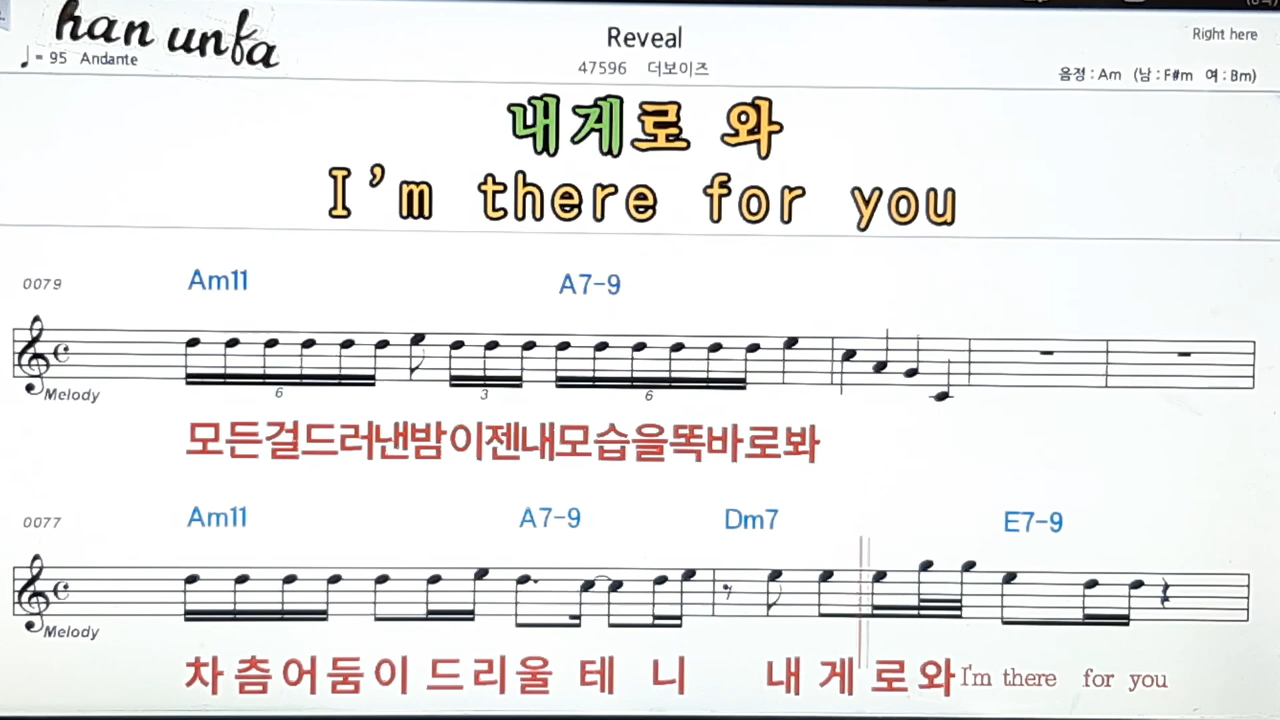 han unfa
Reveal
Right here
♩= 95 Andante
47596 더보이즈
음정 : Am (남 : F#m 여 : Bm)
내게로 와
I'm there for you
0079
Am11 A7-9
6 3 6
Melody
모든걸드러낸밤이젠내모습을똑바로봐
0077
Am11 A7-9 Dm7 E7-9
Melody
차츰어둠이 드리울 테 니 내 게 로 와 I'm there for you